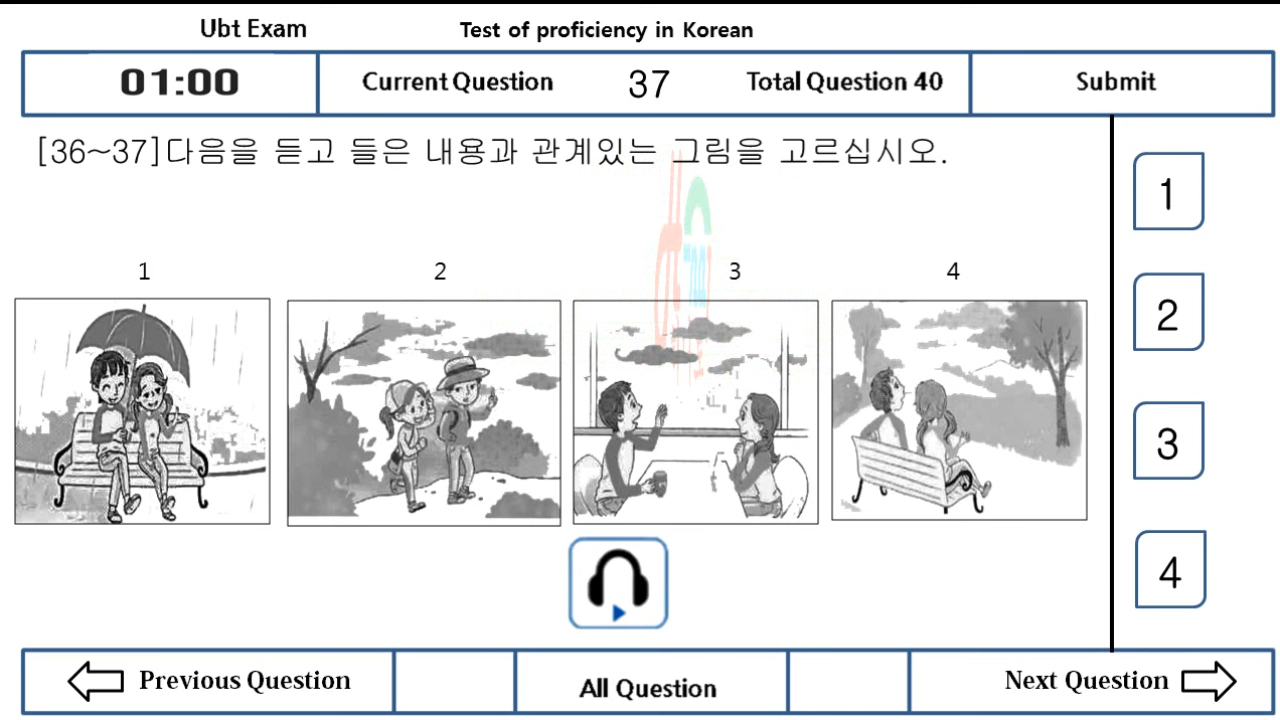 Ubt Exam
Test of proficiency in Korean
01:00
Current Question 37 Total Question 40
Submit
[36~37]다음을 듣고 들은 내용과 관계있는 그림을 고르십시오.
1 2 3 4
1
2
3
4
Previous Question
All Question
Next Question